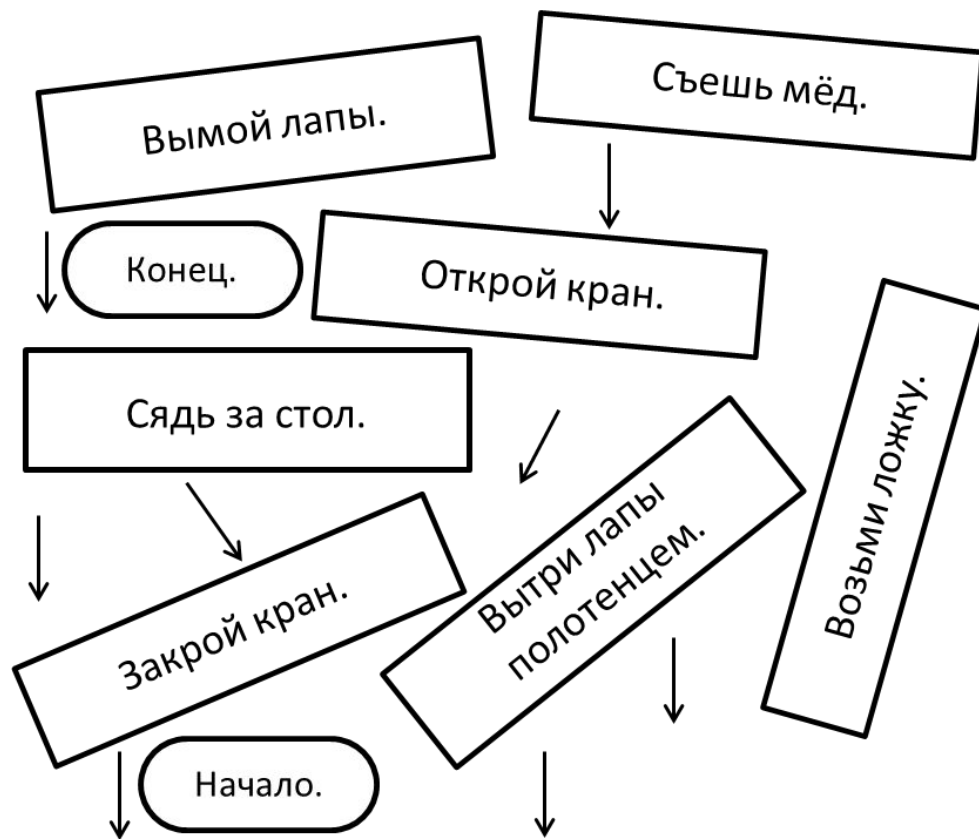 Съешь мёд.
Вымой лапы.
Конец.
Открой кран.
Сядь за стол.
Возьми ложку.
Вытри лапы
полотенцем.
Закрой кран.
Начало.